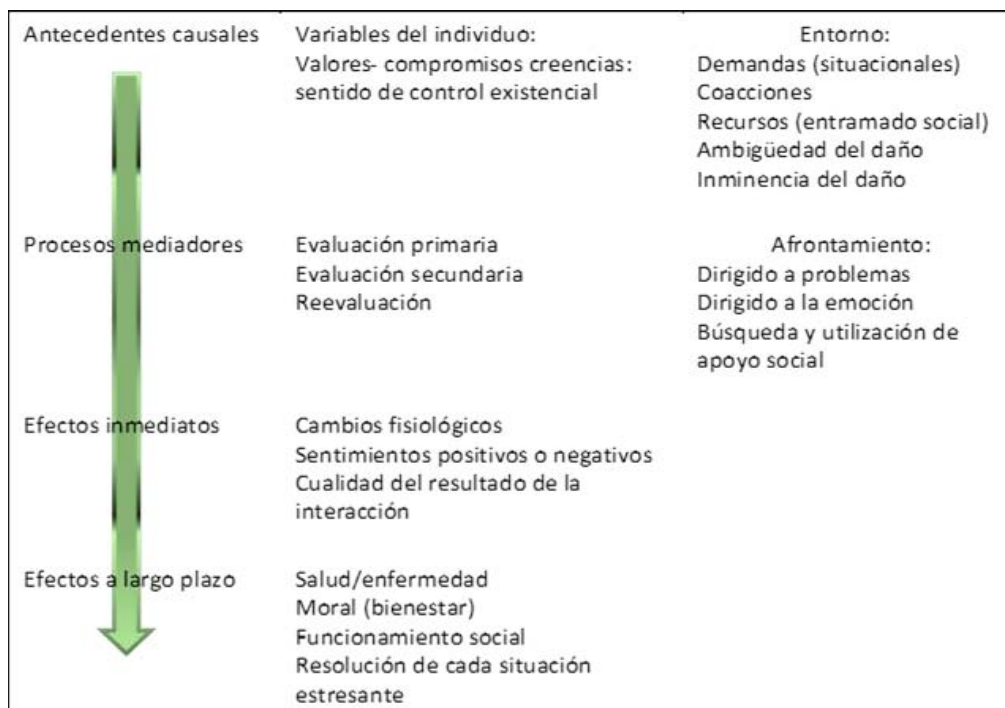 Antecedentes causales
Variables del individuo:
Valores- compromisos creencias:
sentido de control existencial
Entorno:
Demandas (situacionales)
Coacciones
Recursos (entramado social)
Ambigüedad del daño
Inminencia del daño
Procesos mediadores
Evaluación primaria
Evaluación secundaria
Reevaluación
Afrontamiento:
Dirigido a problemas
Dirigido a la emoción
Búsqueda y utilización de
apoyo social
Efectos inmediatos
Cambios fisiológicos
Sentimientos positivos o negativos
Cualidad del resultado de la
interacción
Efectos a largo plazo
Salud/enfermedad
Moral (bienestar)
Funcionamiento social
Resolución de cada situación
estresante